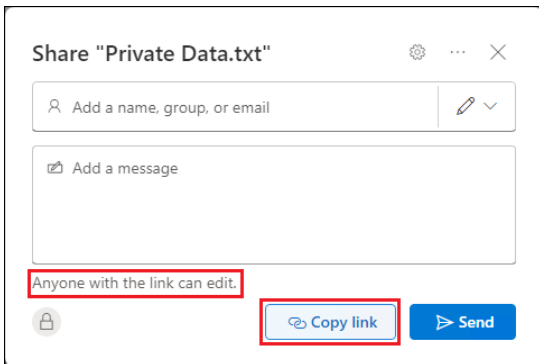 Share "Private Data.txt"
Add a name, group, or email
Add a message
Anyone with the link can edit.
Copy link
Send